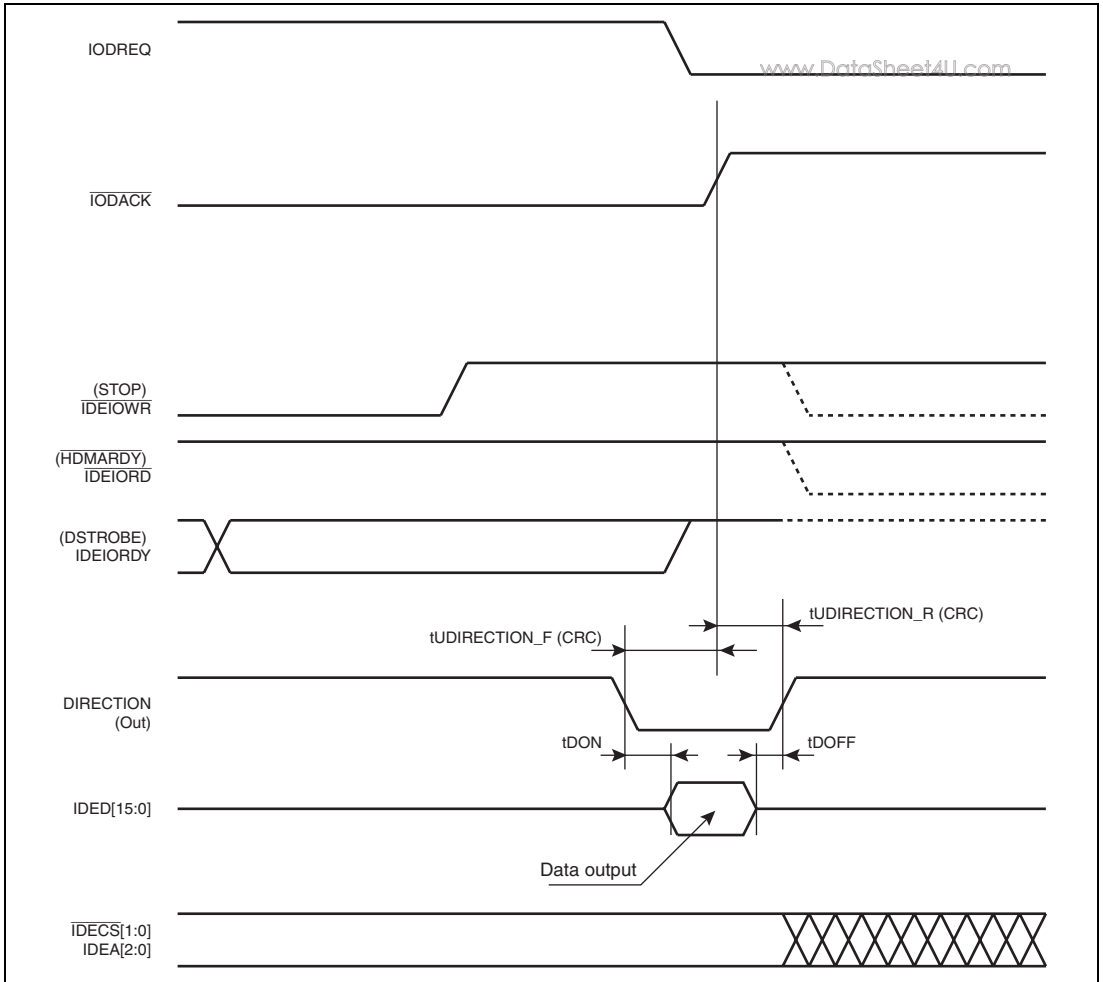 IODREQ
www.DataSheet4U.com
IODACK
(STOP)
IDEIOWR
(HDMARDY)
IDEIORD
(DSTROBE)
IDEIORDY
tUDIRECTION_R (CRC)
tUDIRECTION_F (CRC)
DIRECTION
(Out)
tDON
tDOFF
IDED[15:0]
Data output
IDECS[1:0]
IDEA[2:0]